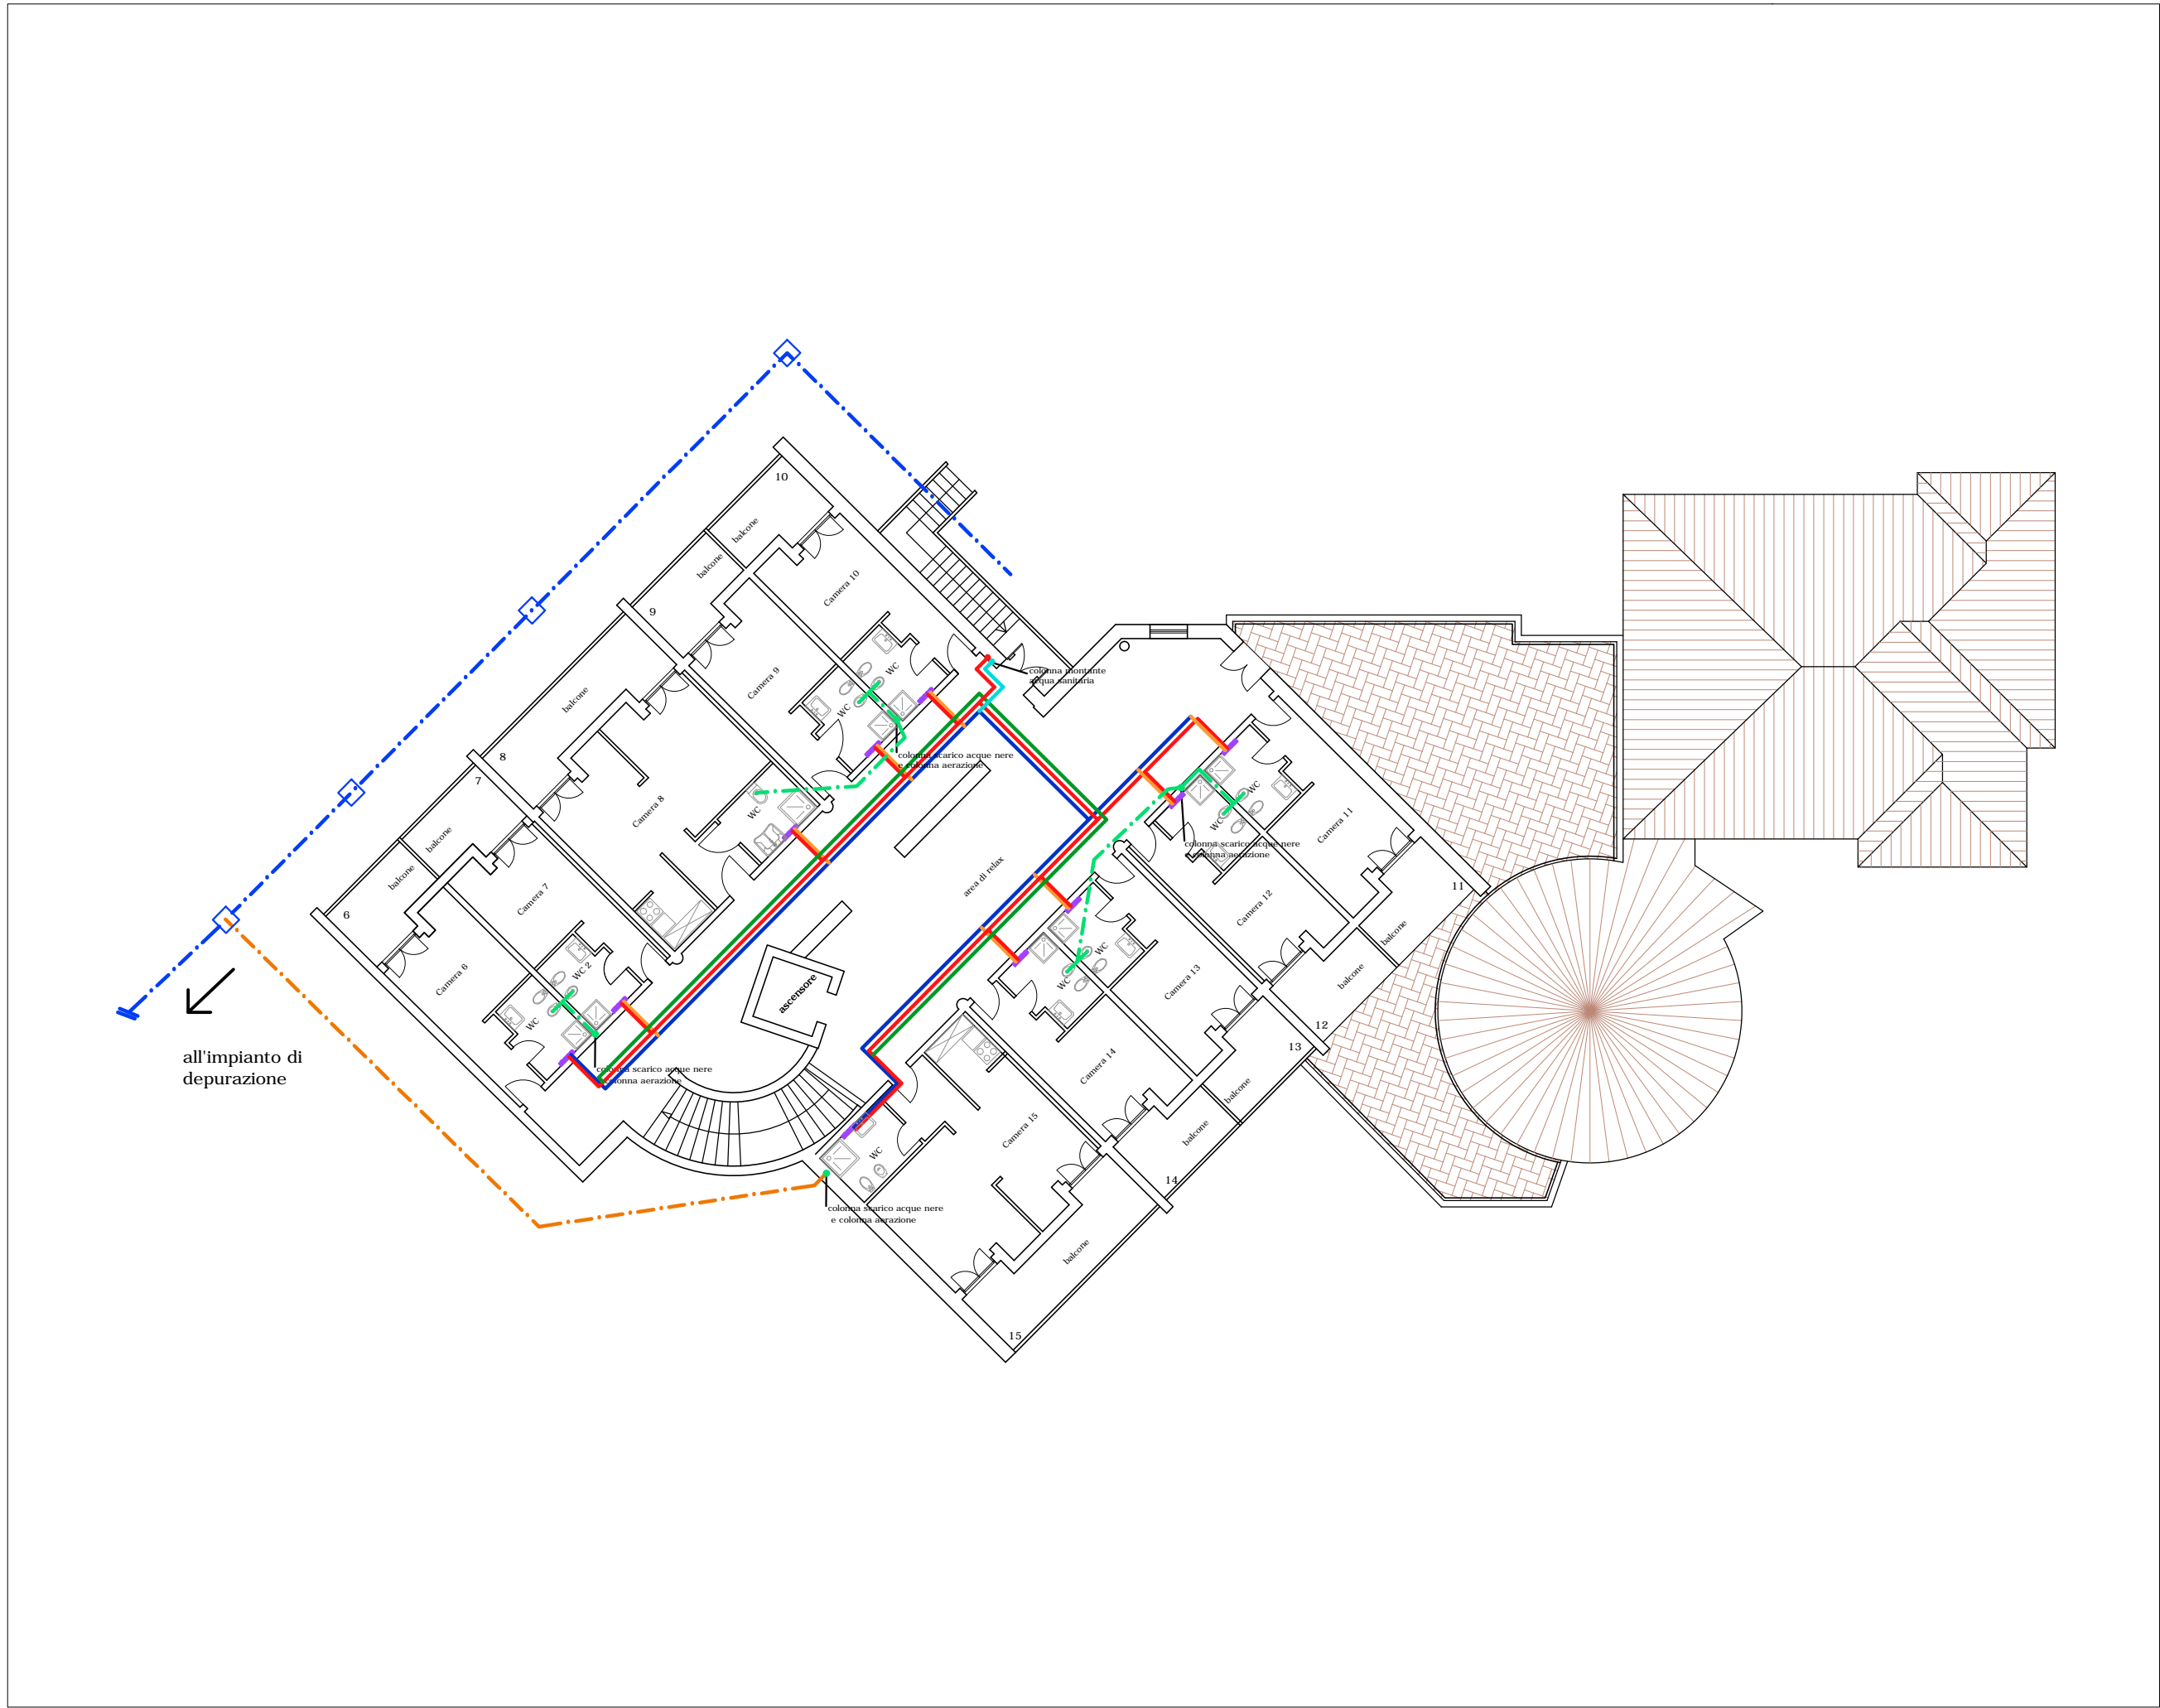 10
balcone
balcone
Camera 10
9
Camera 9
WC
WC
colonna montante
acqua sanitaria
balcone
8
7
balcone
balcone
6
Camera 8
WC
colonna scarico acque nere
e colonna aerazione
Camera 7
Camera 6
WC 2
WC
colonna scarico acque nere
e colonna aerazione
area di relax
ascensore
WC
WC
colonna scarico acque nere
e colonna aerazione
Camera 11
Camera 12
11
balcone
balcone
12
13
WC
WC
Camera 13
Camera 14
balcone
balcone
14
Camera 15
WC
colonna scarico acque nere
e colonna aerazione
balcone
15
all'impianto di
depurazione